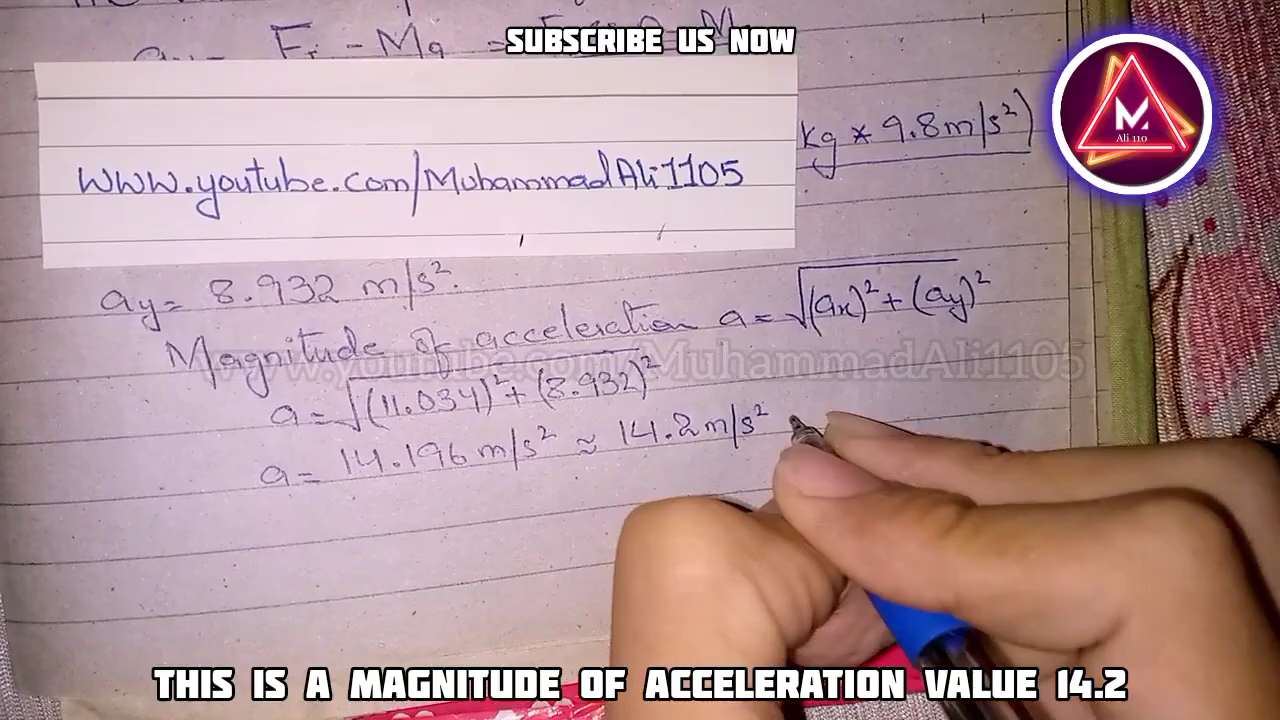 SUBSCRIBE US NOW
- Mg =
M
Ali 110
kg * 9.8m/s²)
www.youtube.com/MuhammadAli1105
ay = 8.932 m/s².
Magnitude of acceleration a = √(ax)² + (ay)²
www.youtube.com/MuhammadAli1105
a = √(11.034)² + (8.932)²
a = 14.196 m/s² ≈ 14.2 m/s²
THIS IS A MAGNITUDE OF ACCELERATION VALUE 14.2